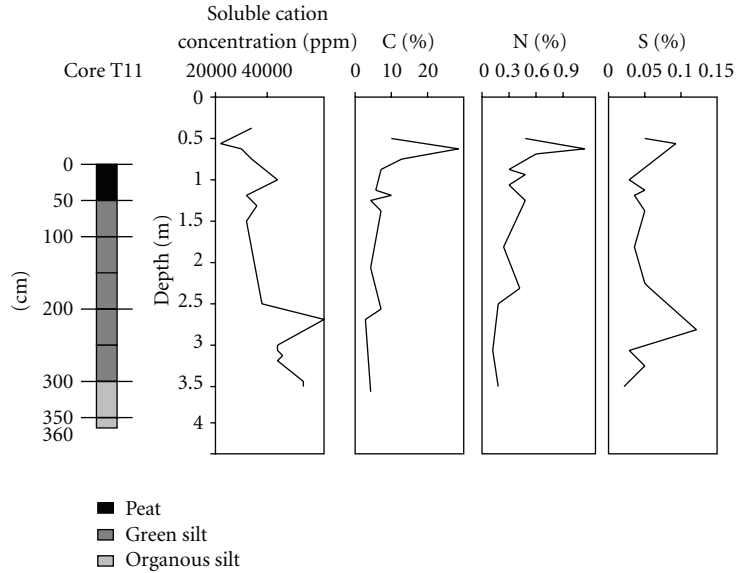 Soluble cation
concentration (ppm) C (%) N (%) S (%)
Core T11 20000 40000 0 10 20 0 0.3 0.6 0.9 0 0.05 0.1 0.15
0
0.5
1
1.5
2
2.5
3
3.5
4
Depth (m)
0
50
100
200
300
350
360
(cm)
Peat
Green silt
Organous silt